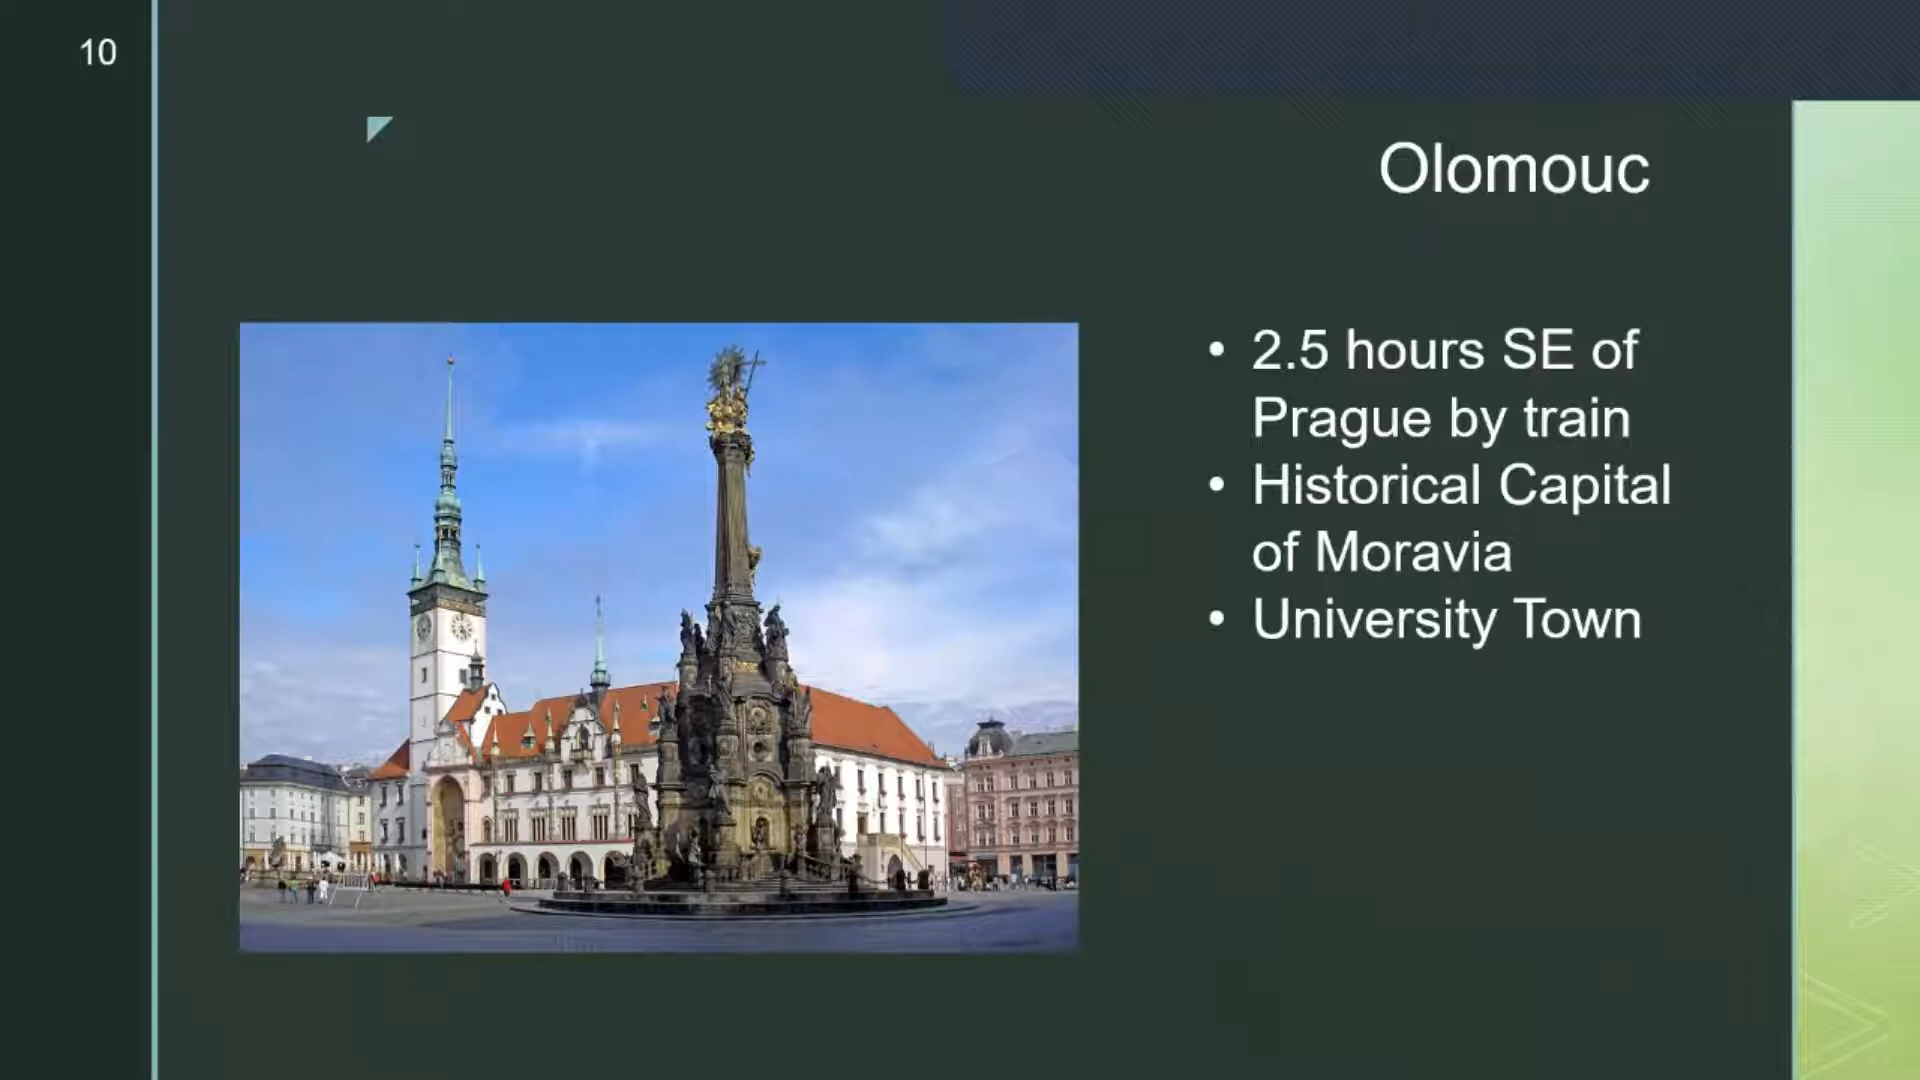 10
Olomouc
• 2.5 hours SE of
Prague by train
• Historical Capital
of Moravia
• University Town